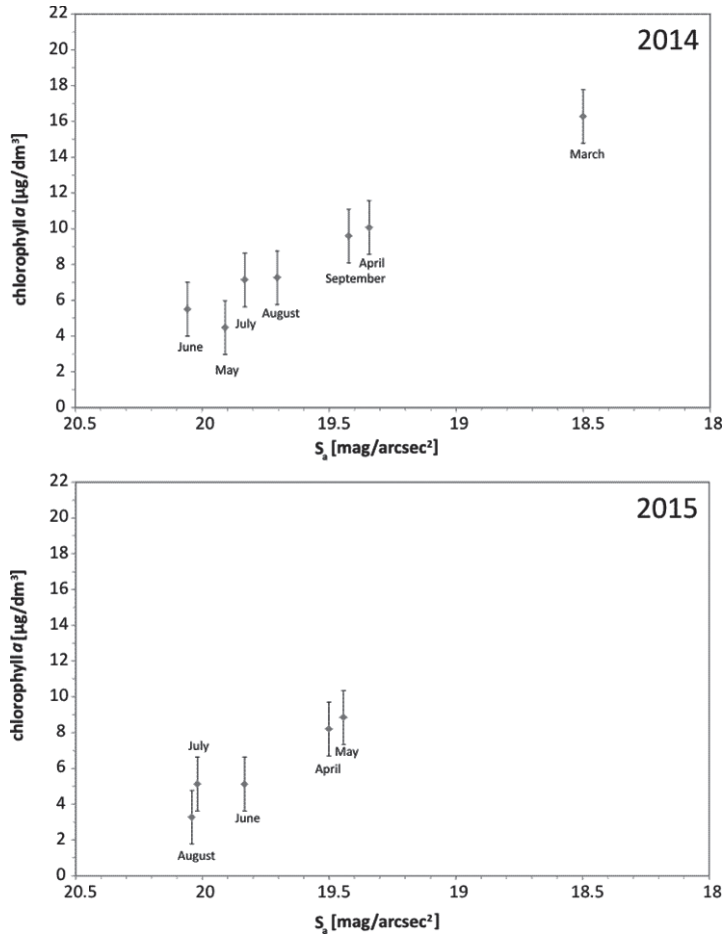 22
2014
20
18
16
March
14
12
10
April
September
8
July
August
6
June
4
May
2
0
chlorophyll a [µg/dm³]
20.5 20 19.5 19 18.5 18
Sa [mag/arcsec²]
22
2015
20
18
16
14
12
10
8
May
April
July
6
4
June
2
August
0
chlorophyll a [µg/dm³]
20.5 20 19.5 19 18.5 18
Sa [mag/arcsec²]